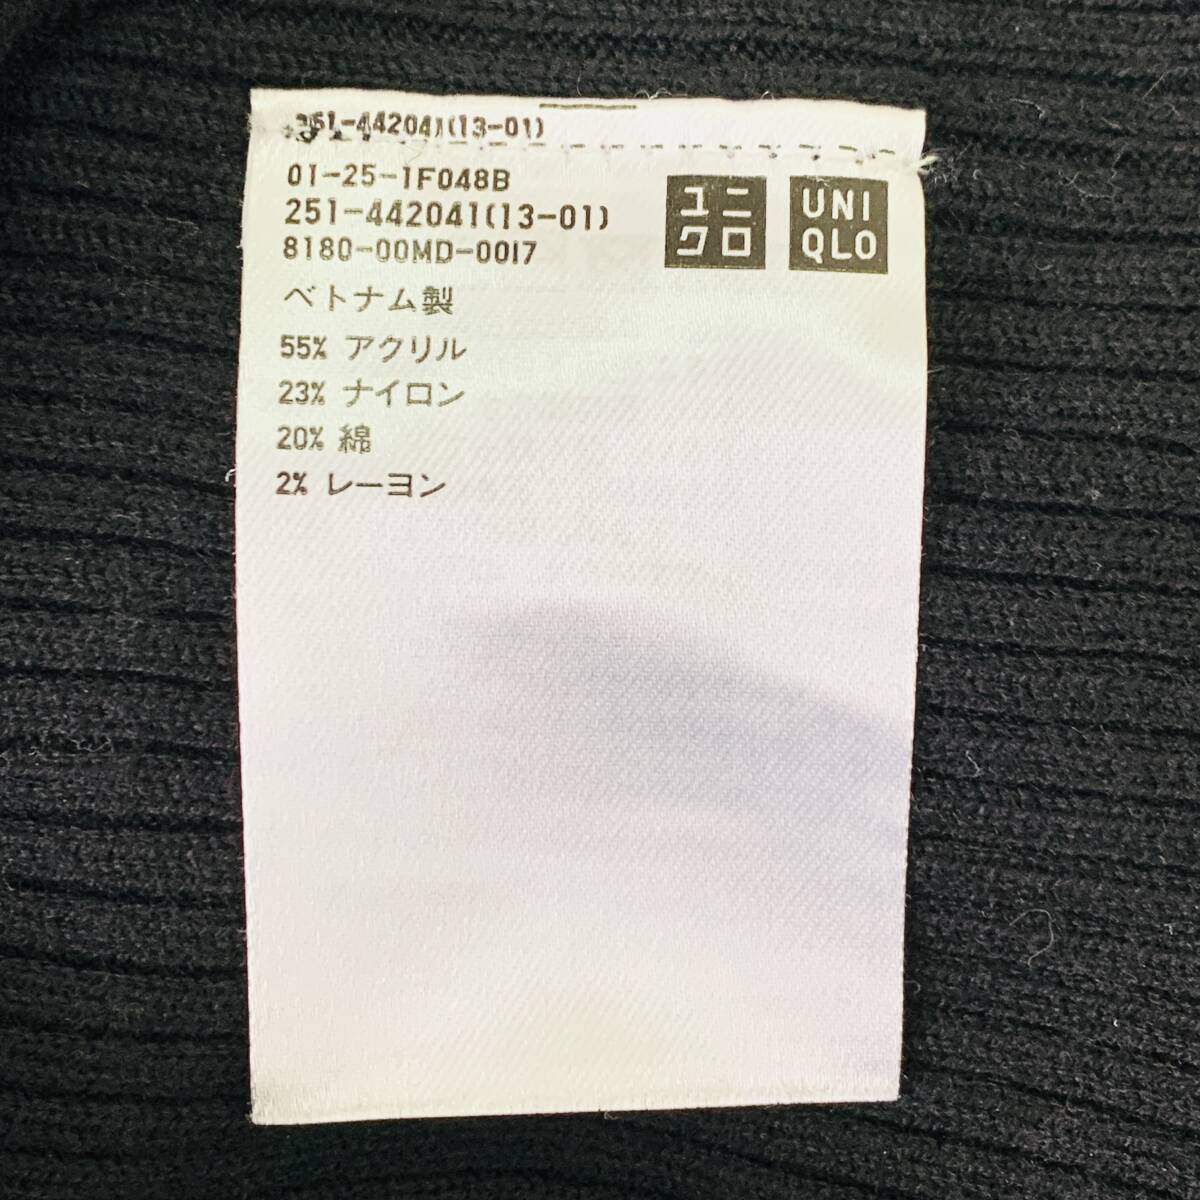 251-442041(13-01)
01-25-1F048B
251-442041(13-01)
8180-00MD-0017
ユニ
クロ
UNI
QLO
ベトナム製
55% アクリル
23% ナイロン
20% 綿
2% レーヨン